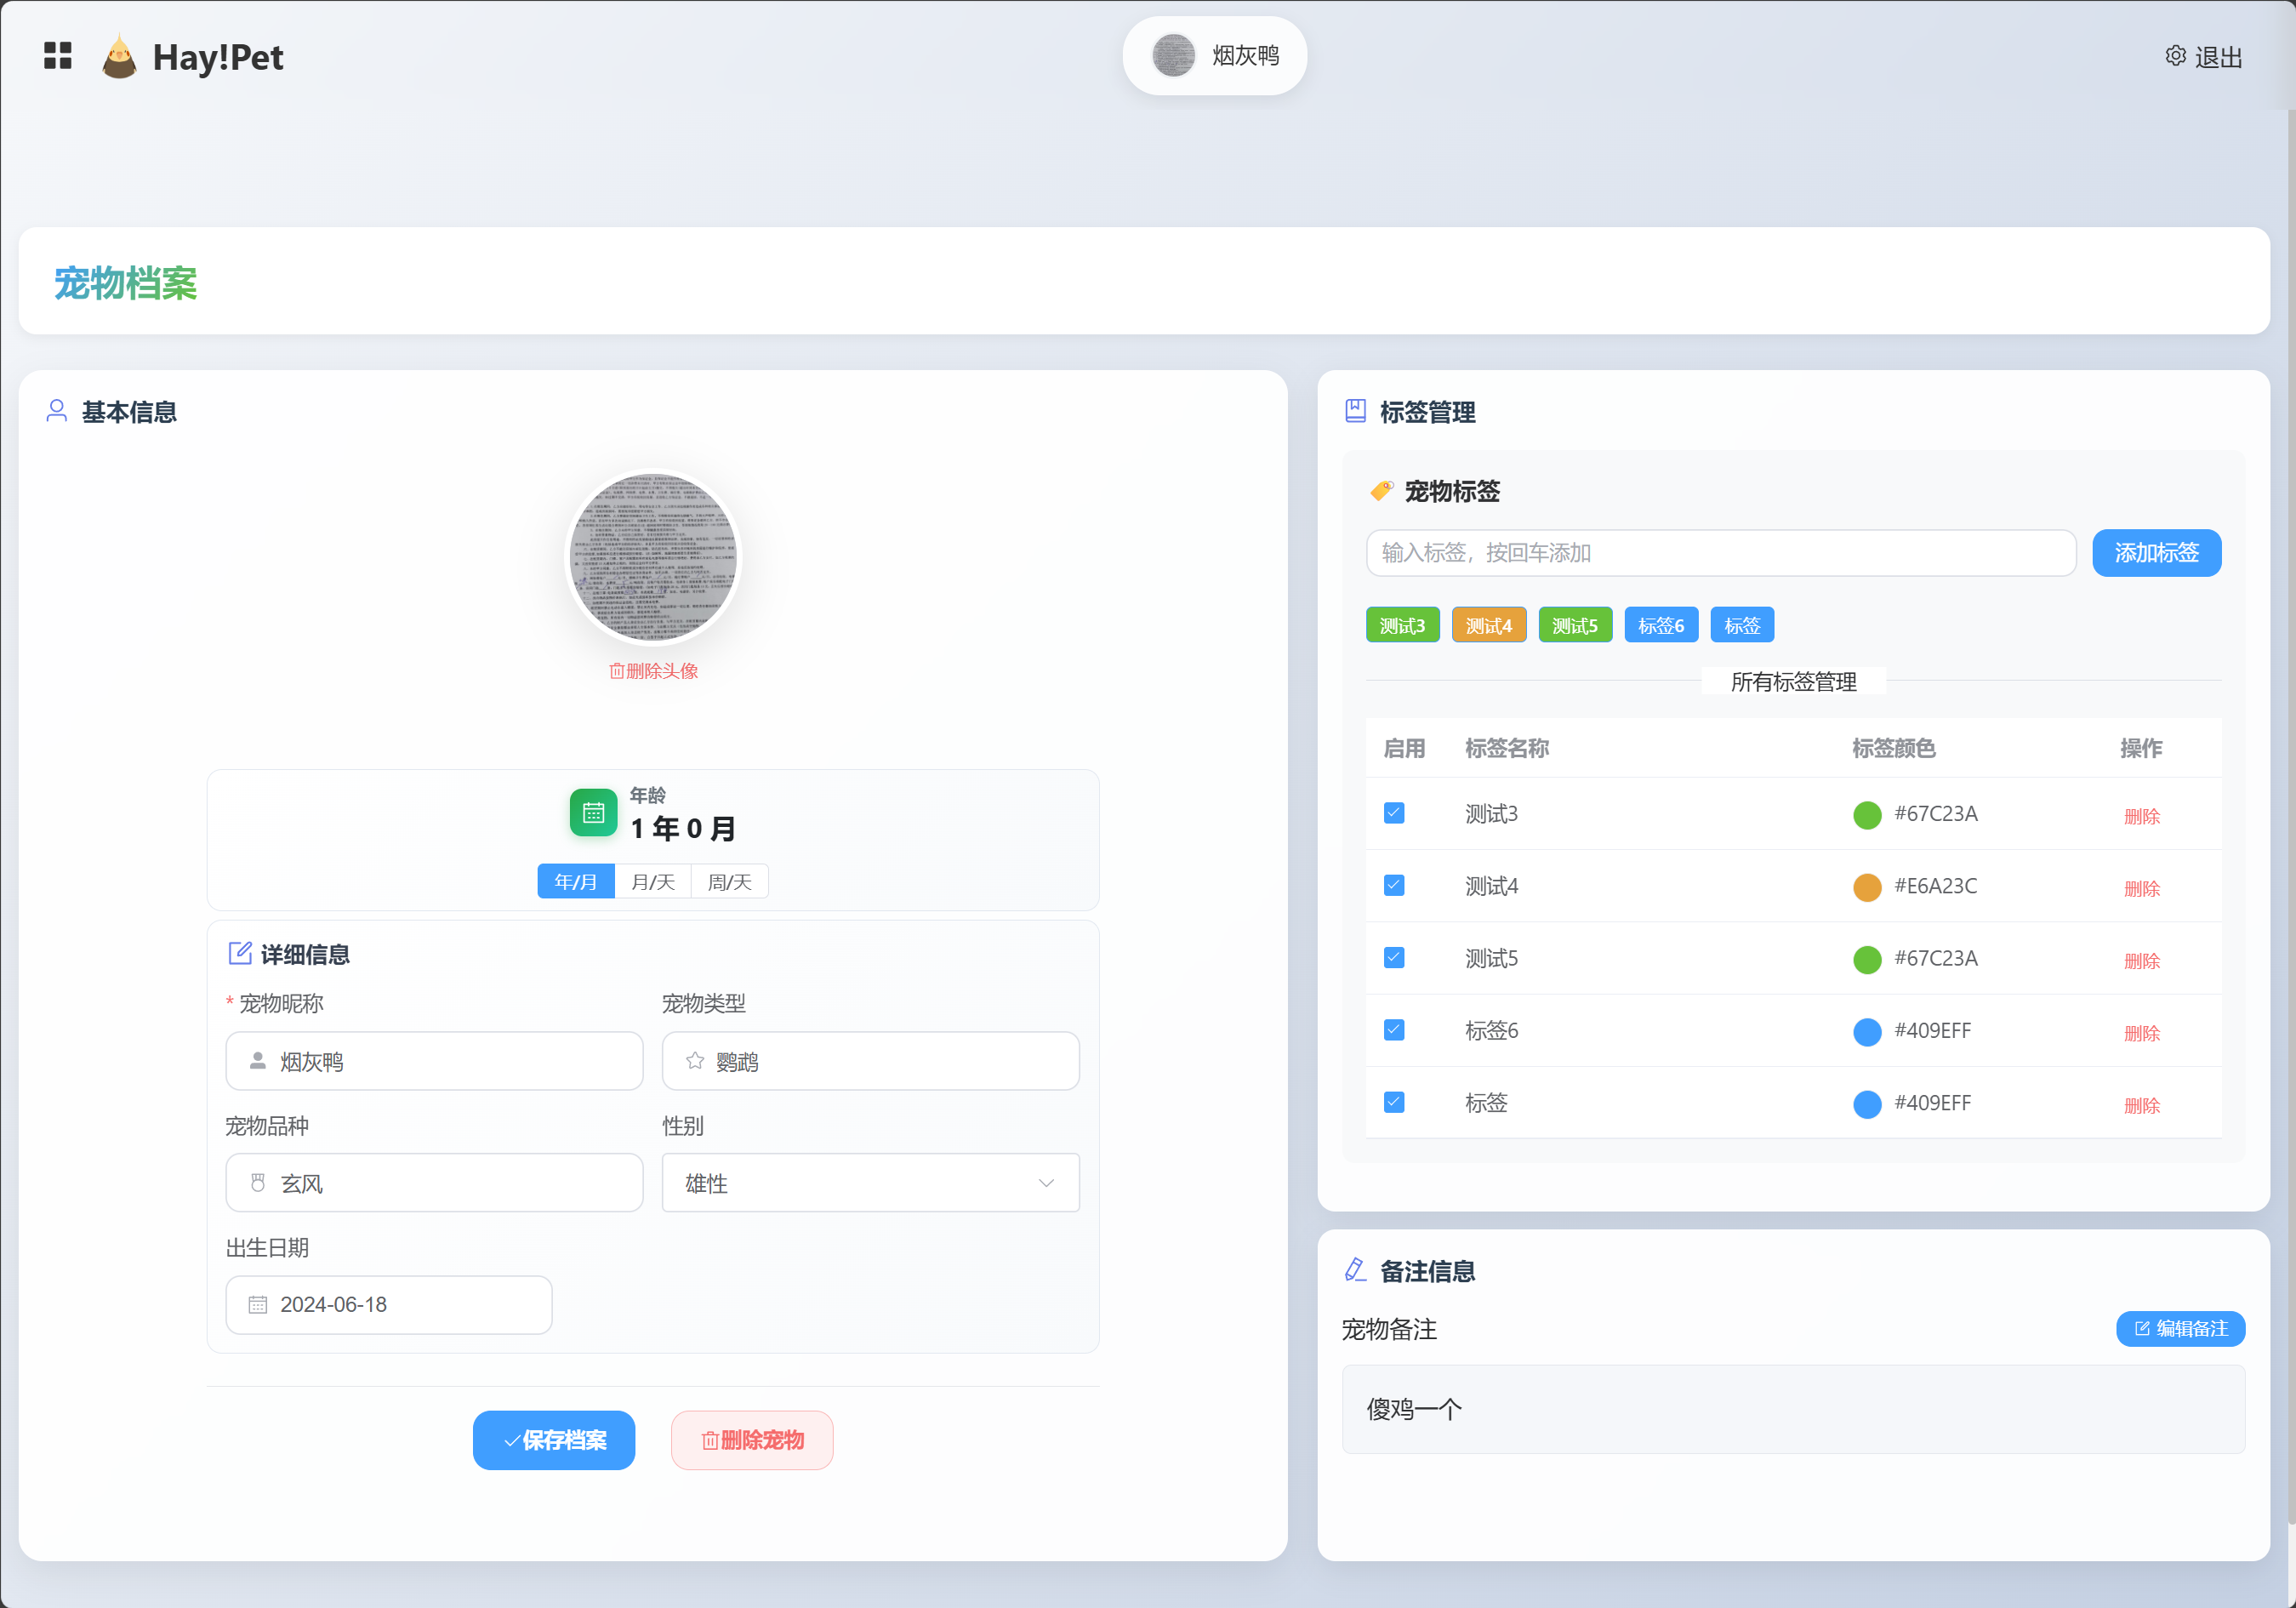 Hay!Pet
烟灰鸭
退出
宠物档案
基本信息
删除头像
年龄
1 年 0 月
年/月
月/天
周/天
详细信息
* 宠物昵称
宠物类型
烟灰鸭
鹦鹉
宠物品种
性别
玄风
雄性
出生日期
2024-06-18
保存档案
删除宠物
标签管理
宠物标签
输入标签，按回车添加
添加标签
测试3
测试4
测试5
标签6
标签
所有标签管理
启用 标签名称 标签颜色 操作
测试3 #67C23A 删除
测试4 #E6A23C 删除
测试5 #67C23A 删除
标签6 #409EFF 删除
标签 #409EFF 删除
备注信息
宠物备注
编辑备注
傻鸡一个